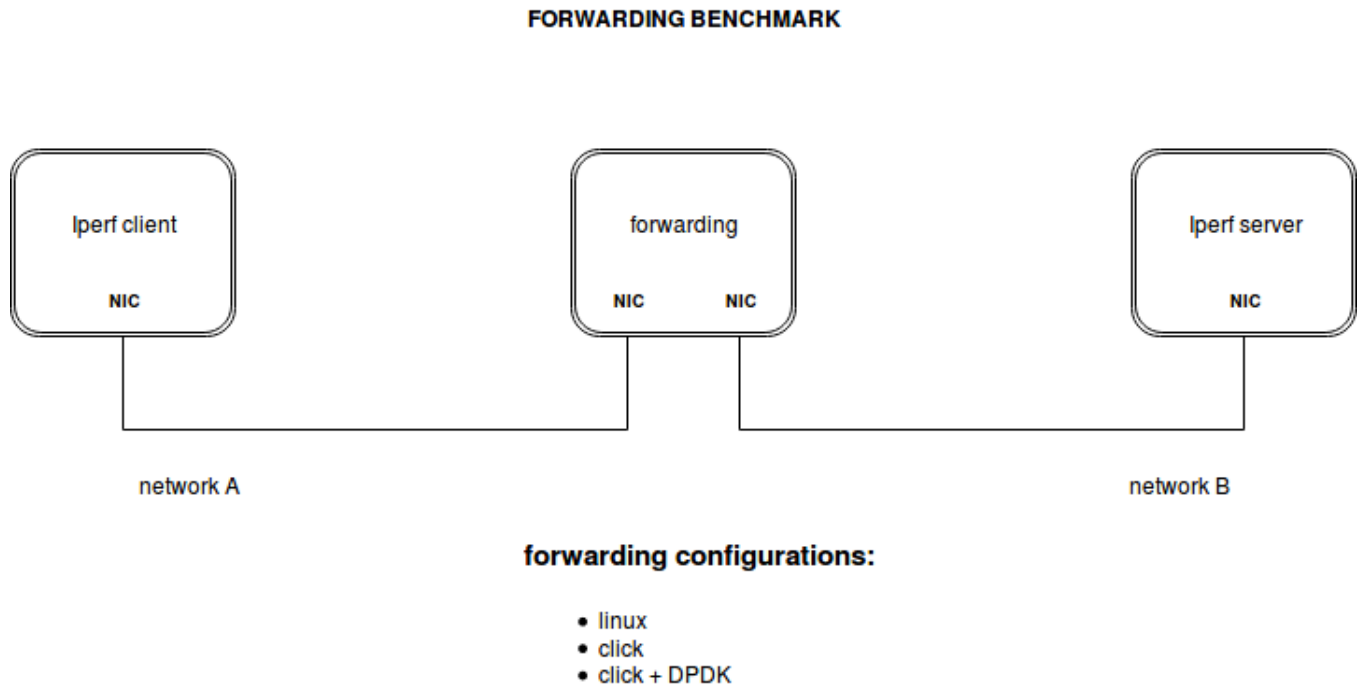 FORWARDING BENCHMARK
Iperf client
forwarding
Iperf server
NIC
NIC
NIC
NIC
network A
network B
forwarding configurations:
• linux
• click
• click + DPDK